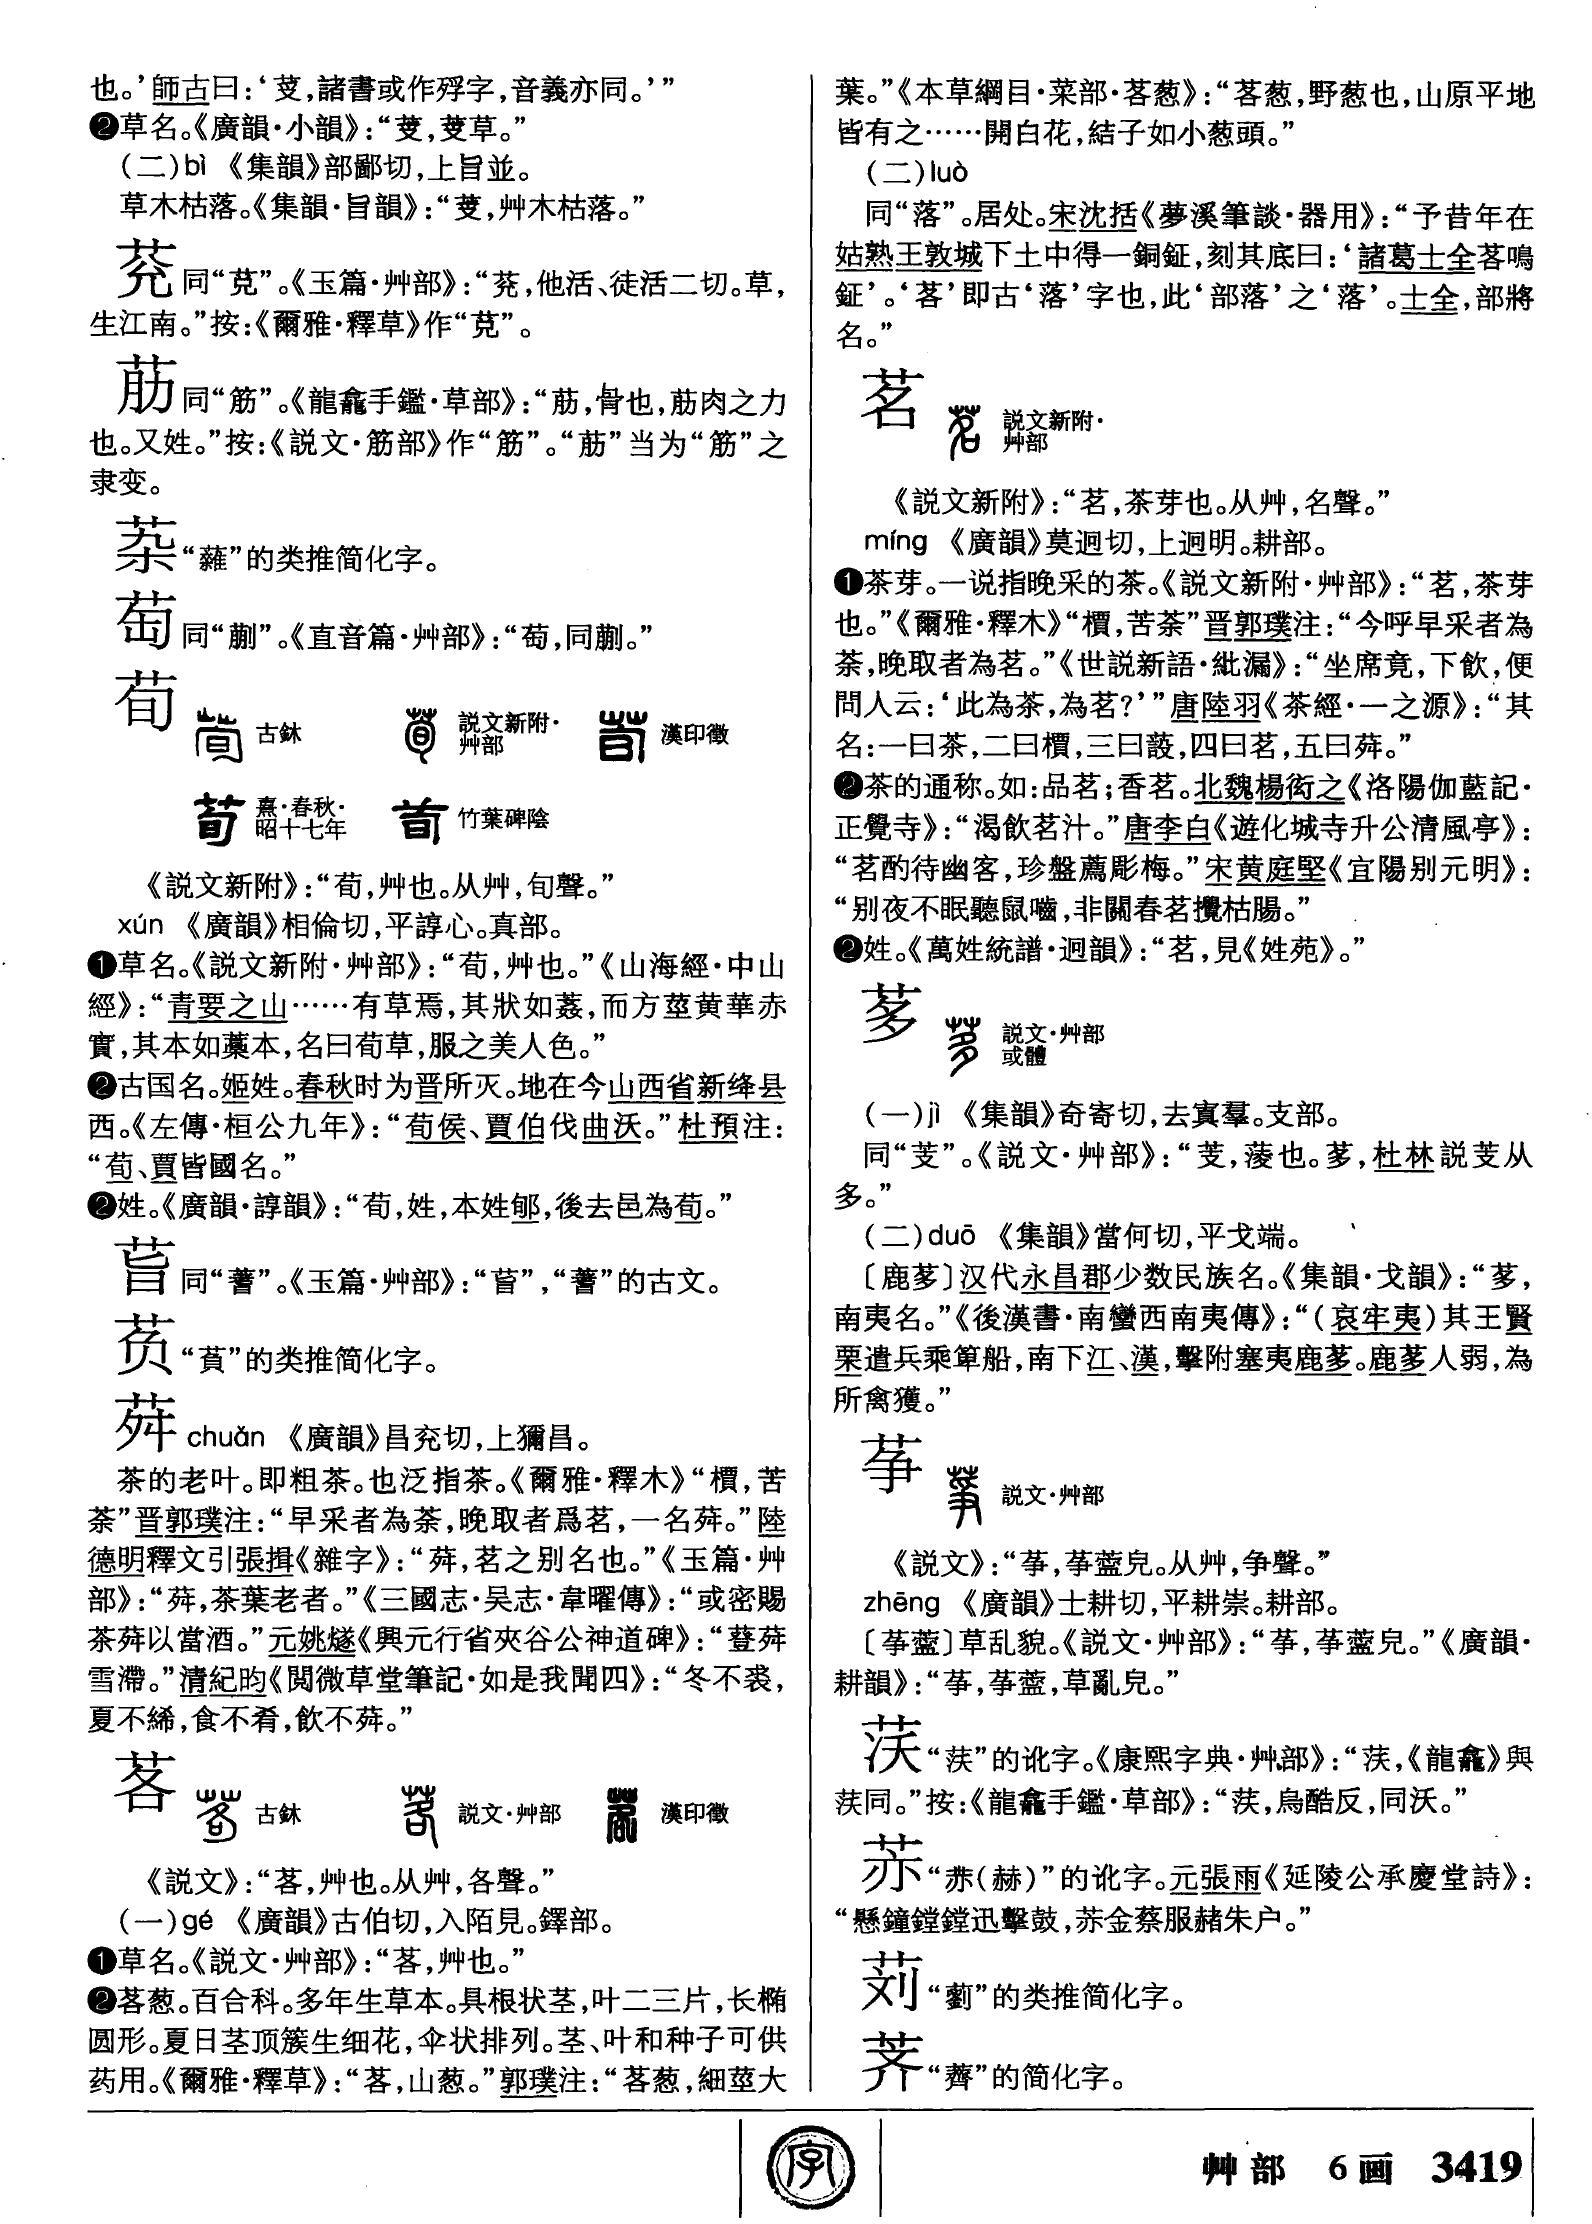 也。’師古曰：‘芆，諸書或作殍字，音義亦同。’”
❷草名。《廣韻·小韻》：“芆，芆草。”
(二)bì 《集韻》部鄙切，上旨並。
草木枯落。《集韻·旨韻》：“芆，艸木枯落。”
茺 同“莌”。《玉篇·艸部》：“茺，他活、徒活二切。草，
生江南。”按：《爾雅·釋草》作“莌”。
荕 同“筋”。《龍龕手鑑·草部》：“荕，骨也，荕肉之力
也。又姓。”按：《説文·筋部》作“筋”。“荕”当为“筋”之
隶变。
“蘿”的类推简化字。
萄 同“蒯”。《直音篇·艸部》：“萄，同蒯。”
荀 古鉥 説文新附·艸部 漢印徵
熹·春秋·昭十七年 竹葉碑陰
《説文新附》：“荀，艸也。从艸，旬聲。”
xún 《廣韻》相倫切，平諄心。真部。
❶草名。《説文新附·艸部》：“荀，艸也。”《山海經·中山
經》：“青要之山……有草焉，其狀如葌，而方莖黄華赤
實，其本如藁本，名曰荀草，服之美人色。”
❷古国名。姬姓。春秋时为晋所灭。地在今山西省新绛县
西。《左傳·桓公九年》：“荀侯、賈伯伐曲沃。”杜預注：
“荀、賈皆國名。”
❷姓。《廣韻·諄韻》：“荀，姓，本姓郇，後去邑為荀。”
萅 同“蓍”。《玉篇·艸部》：“萅”，“蓍”的古文。
“蕒”的类推简化字。
荈 chuǎn 《廣韻》昌兖切，上獮昌。
茶的老叶。即粗茶。也泛指茶。《爾雅·釋木》“檟，苦
荼”晋郭璞注：“早采者為荼，晚取者爲茗，一名荈。”陸
德明釋文引張揖《雜字》：“荈，茗之别名也。”《玉篇·艸
部》：“荈，茶葉老者。”《三國志·吴志·韋曜傳》：“或密賜
茶荈以當酒。”元姚燧《興元行省夾谷公神道碑》：“荈
雪滯。”清紀昀《閲微草堂筆記·如是我聞四》：“冬不裘，
夏不絺，食不肴，飲不荈。”
茖 古鉥 説文·艸部 漢印徵
《説文》：“茖，艸也。从艸，各聲。”
(一)gé 《廣韻》古伯切，入陌見。鐸部。
❶草名。《説文·艸部》：“茖，艸也。”
❷茖葱。百合科。多年生草本。具根状茎，叶二三片，长椭
圆形。夏日茎顶簇生细花，伞状排列。茎、叶和种子可供
药用。《爾雅·釋草》：“茖，山葱。”郭璞注：“茖葱，細莖大
葉。”《本草綱目·菜部·茖葱》：“茖葱，野葱也，山原平地
皆有之……開白花，結子如小葱頭。”
(二)luò
同“落”。居处。宋沈括《夢溪筆談·器用》：“予昔年在
姑熟王敦城下土中得一銅鉦，刻其底曰：‘諸葛士全茖鳴
鉦’。‘茖’即古‘落’字也，此‘部落’之‘落’。士全，部將
名。”
茗 説文新附·艸部
《説文新附》：“茗，茶芽也。从艸，名聲。”
míng 《廣韻》莫迥切，上迥明。耕部。
❶茶芽。一说指晚采的茶。《説文新附·艸部》：“茗，茶芽
也。”《爾雅·釋木》“檟，苦荼”晋郭璞注：“今呼早采者為
荼，晚取者為茗。”《世説新語·紕漏》：“坐席竟，下飲，便
問人云：‘此為茶，為茗？’”唐陸羽《茶經·一之源》：“其
名：一曰茶，二曰檟，三曰蔎，四曰茗，五曰荈。”
❷茶的通称。如：品茗；香茗。北魏楊衒之《洛陽伽藍記·
正覺寺》：“渴飲茗汁。”唐李白《遊化城寺升公清風亭》：
“茗酌待幽客，珍盤薦彫梅。”宋黄庭堅《宜陽别元明》：
“别夜不眠聽鼠嚙，非關春茗攪枯腸。”
❷姓。《萬姓統譜·迥韻》：“茗，見《姓苑》。”
茤 説文·艸部或體
(一)jì 《集韻》奇寄切，去寘羣。支部。
同“芰”。《説文·艸部》：“芰，蔆也。茤，杜林説芰从
多。”
(二)duō 《集韻》當何切，平戈端。
〔鹿茤〕汉代永昌郡少数民族名。《集韻·戈韻》：“茤，
南夷名。”《後漢書·南蠻西南夷傳》：“(哀牢夷)其王賢
栗遣兵乘箄船，南下江、漢，擊附塞夷鹿茤。鹿茤人弱，為
所禽獲。”
䓁 説文·艸部
《説文》：“䓁，䓁薀皃。从艸，争聲。”
zhēng 《廣韻》士耕切，平耕崇。耕部。
〔䓁薀〕草乱貌。《説文·艸部》：“䓁，䓁薀皃。”《廣韻·
耕韻》：“䓁，䓁薀，草亂皃。”
“茯”的讹字。《康熙字典·艸部》：“茯，《龍龕》與
同。”按：《龍龕手鑑·草部》：“，烏酷反，同沃。”
“烾(赫)”的讹字。元張雨《延陵公承慶堂詩》：
“懸鐘鏜鏜迅擊鼓，金蔡服赭朱户。”
“藰”的类推简化字。
荠 “薺”的简化字。
字
艸部 6画 3419